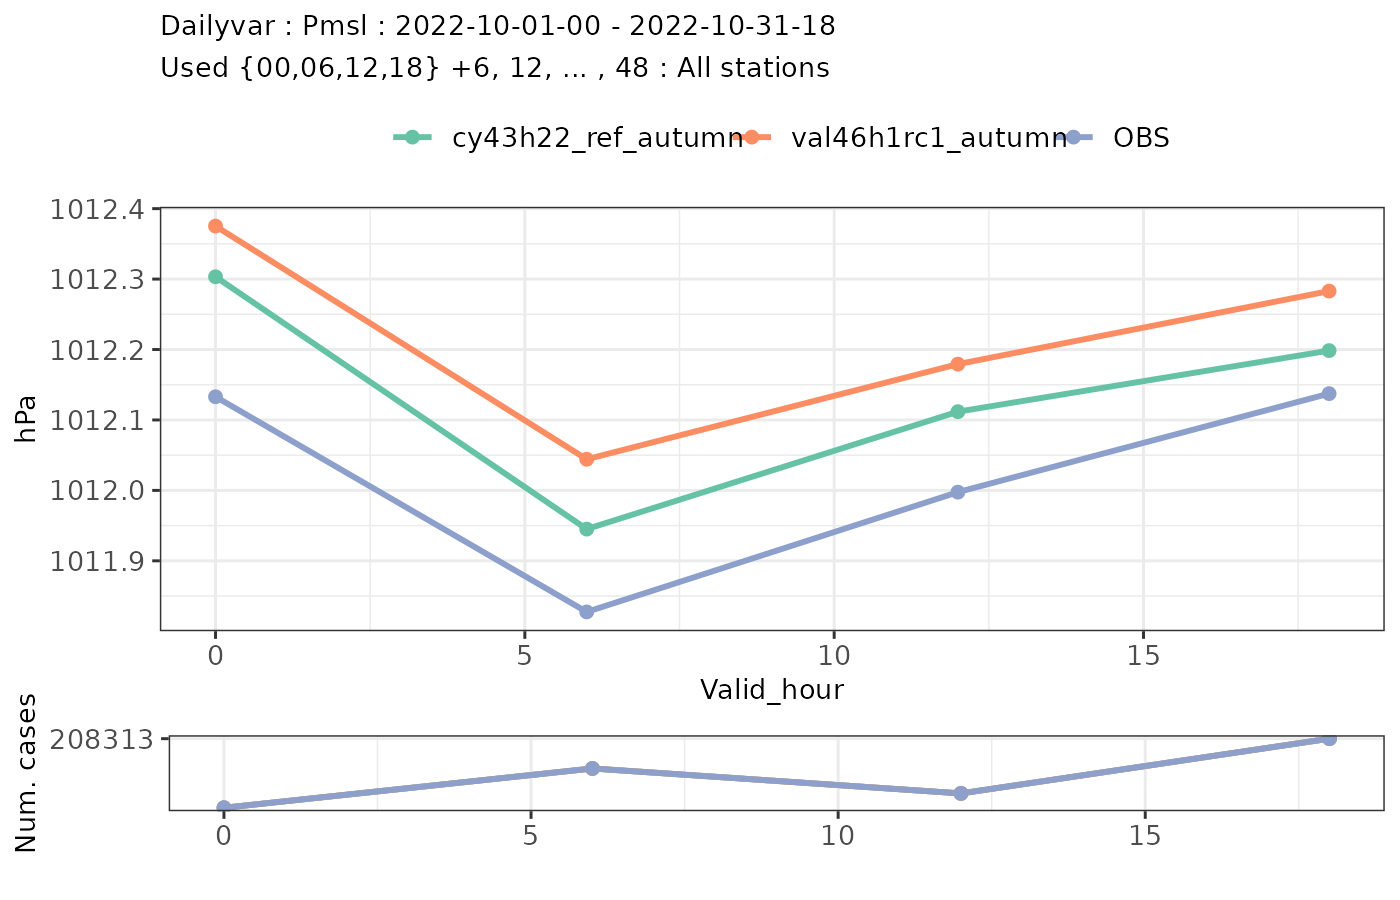 Dailyvar : Pmsl : 2022-10-01-00 - 2022-10-31-18
Used {00,06,12,18} +6, 12, ... , 48 : All stations
cy43h22_ref_autumn val46h1rc1_autumn OBS
1012.4
1012.3
1012.2
1012.1
1012.0
1011.9
hPa
0 5 10 15
Valid_hour
208313
Num. cases
0 5 10 15